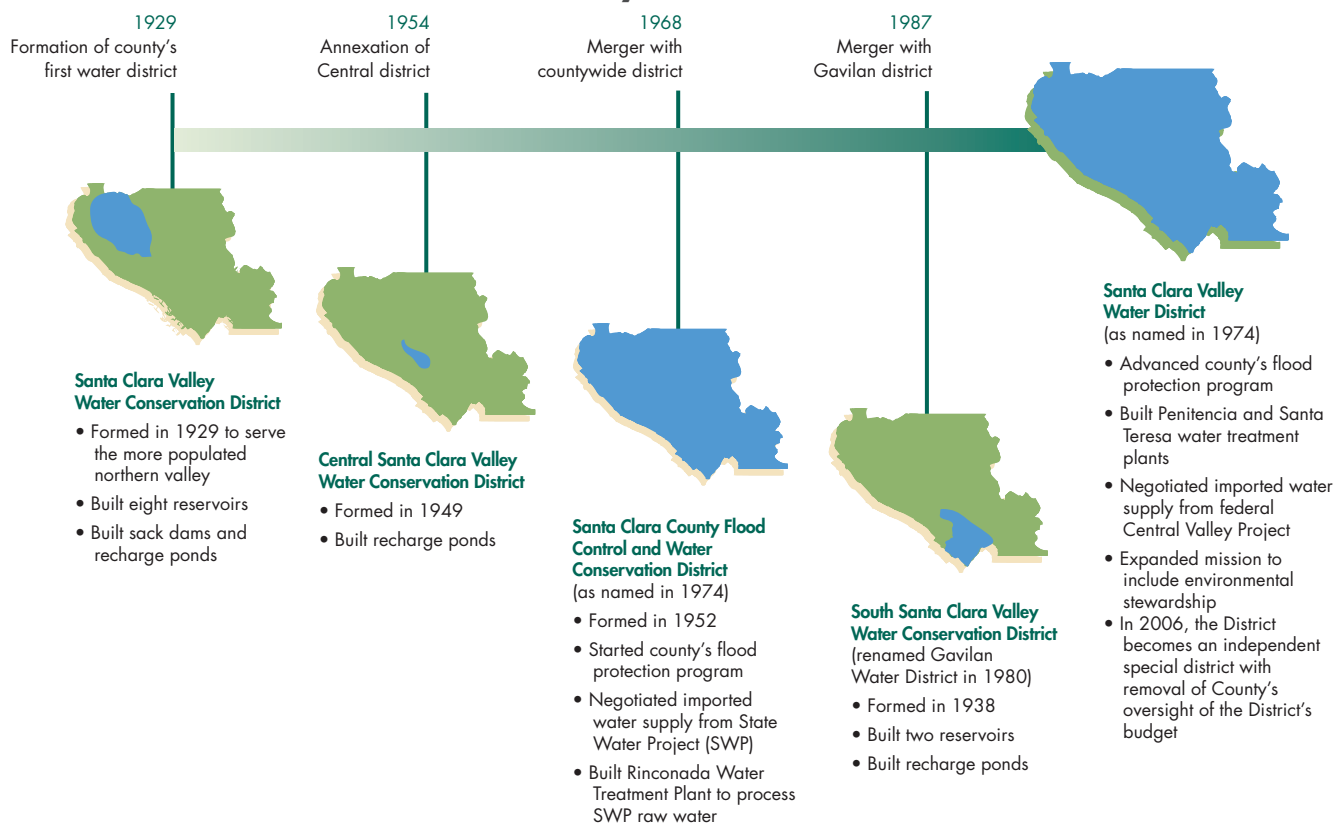 1929
Formation of county's
first water district
1954
Annexation of
Central district
1968
Merger with
countywide district
1987
Merger with
Gavilan district
Santa Clara Valley
Water Conservation District
• Formed in 1929 to serve
the more populated
northern valley
• Built eight reservoirs
• Built sack dams and
recharge ponds
Central Santa Clara Valley
Water Conservation District
• Formed in 1949
• Built recharge ponds
Santa Clara County Flood
Control and Water
Conservation District
(as named in 1974)
• Formed in 1952
• Started county's flood
protection program
• Negotiated imported
water supply from State
Water Project (SWP)
• Built Rinconada Water
Treatment Plant to process
SWP raw water
South Santa Clara Valley
Water Conservation District
(renamed Gavilan
Water District in 1980)
• Formed in 1938
• Built two reservoirs
• Built recharge ponds
Santa Clara Valley
Water District
(as named in 1974)
• Advanced county's flood
protection program
• Built Penitencia and Santa
Teresa water treatment
plants
• Negotiated imported water
supply from federal
Central Valley Project
• Expanded mission to
include environmental
stewardship
• In 2006, the District
becomes an independent
special district with
removal of County's
oversight of the District's
budget